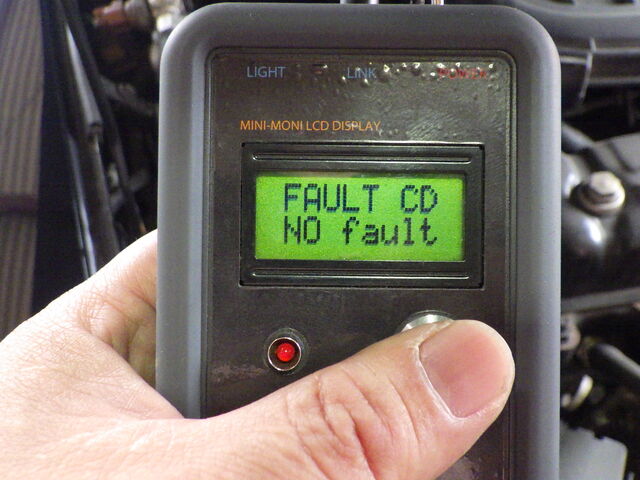 LIGHT LINK POWER
MINI-MONI LCD DISPLAY
FAULT CD
NO fault